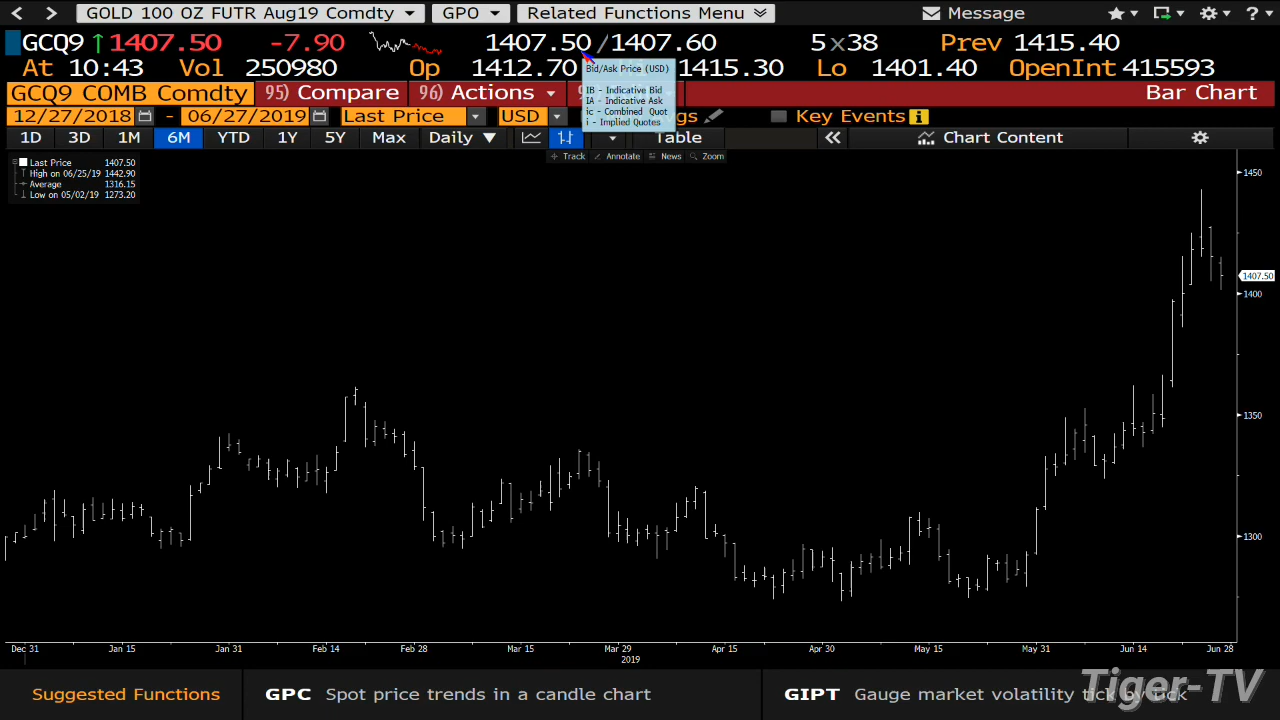 GOLD 100 OZ FUTR Aug19 Comdty GPO Related Functions Menu Message ?
GCQ9 ↑ 1407.50 -7.90 1407.50 /1407.60 5x38 Prev 1415.40
At 10:43 Vol 250980 Op 1412.70 1415.30 Lo 1401.40 OpenInt 415593
Bid/Ask Price (USD)
IB - Indicative Bid
IA - Indicative Ask
ic - Combined Quot
i - Implied Quotes
GCQ9 COMB Comdty 95) Compare 96) Actions Bar Chart
12/27/2018 - 06/27/2019 Last Price USD Key Events i
1D 3D 1M 6M YTD 1Y 5Y Max Daily ▼ Table « Chart Content
Track Annotate News Zoom
Last Price 1407.50
High on 06/25/19 1442.90
Average 1316.15
Low on 05/02/19 1273.20
1450
1407.50
1400
1350
1300
Dec 31 Jan 15 Jan 31 Feb 14 Feb 28 Mar 15 Mar 29 Apr 15 Apr 30 May 15 May 31 Jun 14 Jun 28
2019
Suggested Functions GPC Spot price trends in a candle chart GIPT Gauge market volatility tick by tick
Tiger-TV